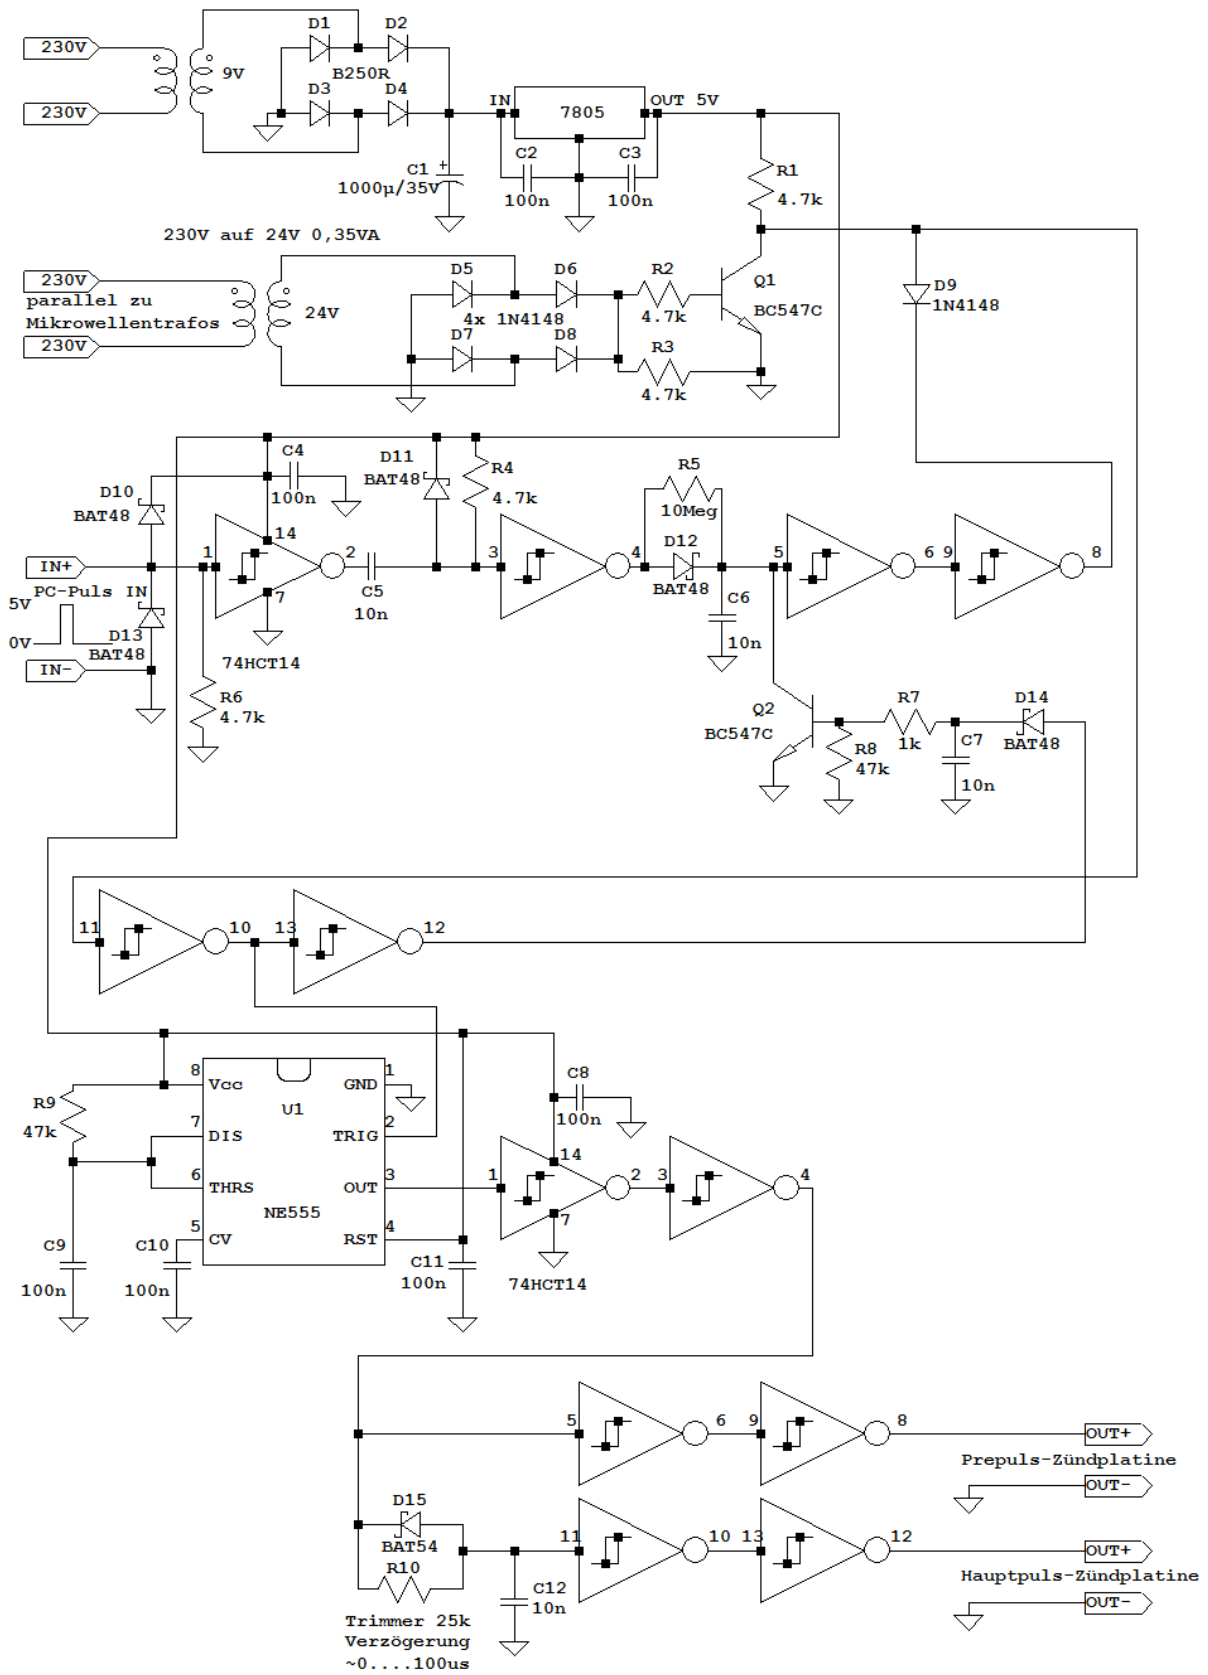 230V
230V
9V
D1
D2
B250R
D3
D4
IN
7805
OUT 5V
C1
+
1000µ/35V
C2
100n
C3
100n
R1
4.7k
230V auf 24V 0,35VA
230V
parallel zu
Mikrowellentrafos
230V
24V
D5
D6
4x 1N4148
D7
D8
R2
4.7k
R3
4.7k
Q1
BC547C
D9
1N4148
C4
100n
D10
BAT48
D11
BAT48
R4
4.7k
R5
10Meg
D12
BAT48
IN+
PC-Puls IN
5V
0V
D13
BAT48
IN-
1
14
2
7
74HCT14
C5
10n
3
4
C6
10n
5
6
9
8
R6
4.7k
Q2
BC547C
R7
1k
R8
47k
C7
10n
D14
BAT48
11
10
13
12
R9
47k
8
Vcc
GND
1
U1
7
DIS
TRIG
2
6
THRS
OUT
3
NE555
5
CV
RST
4
C9
100n
C10
100n
C11
100n
C8
100n
1
14
2
7
74HCT14
3
4
5
6
9
8
OUT+
Prepuls-Zündplatine
OUT-
D15
BAT54
R10
Trimmer 25k
Verzögerung
~0....100us
C12
10n
11
10
13
12
OUT+
Hauptpuls-Zündplatine
OUT-